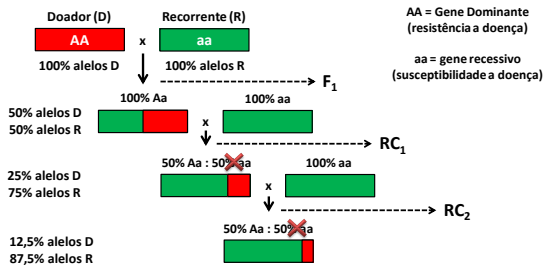 Doador (D)
Recorrente (R)
AA = Gene Dominante
(resistência a doença)
AA
x
aa
aa = gene recessivo
(susceptibilidade a doença)
100% alelos D
100% alelos R
F1
100% Aa
100% aa
50% alelos D
50% alelos R
x
RC1
50% Aa : 50% aa
100% aa
25% alelos D
75% alelos R
x
RC2
50% Aa : 50% aa
12,5% alelos D
87,5% alelos R